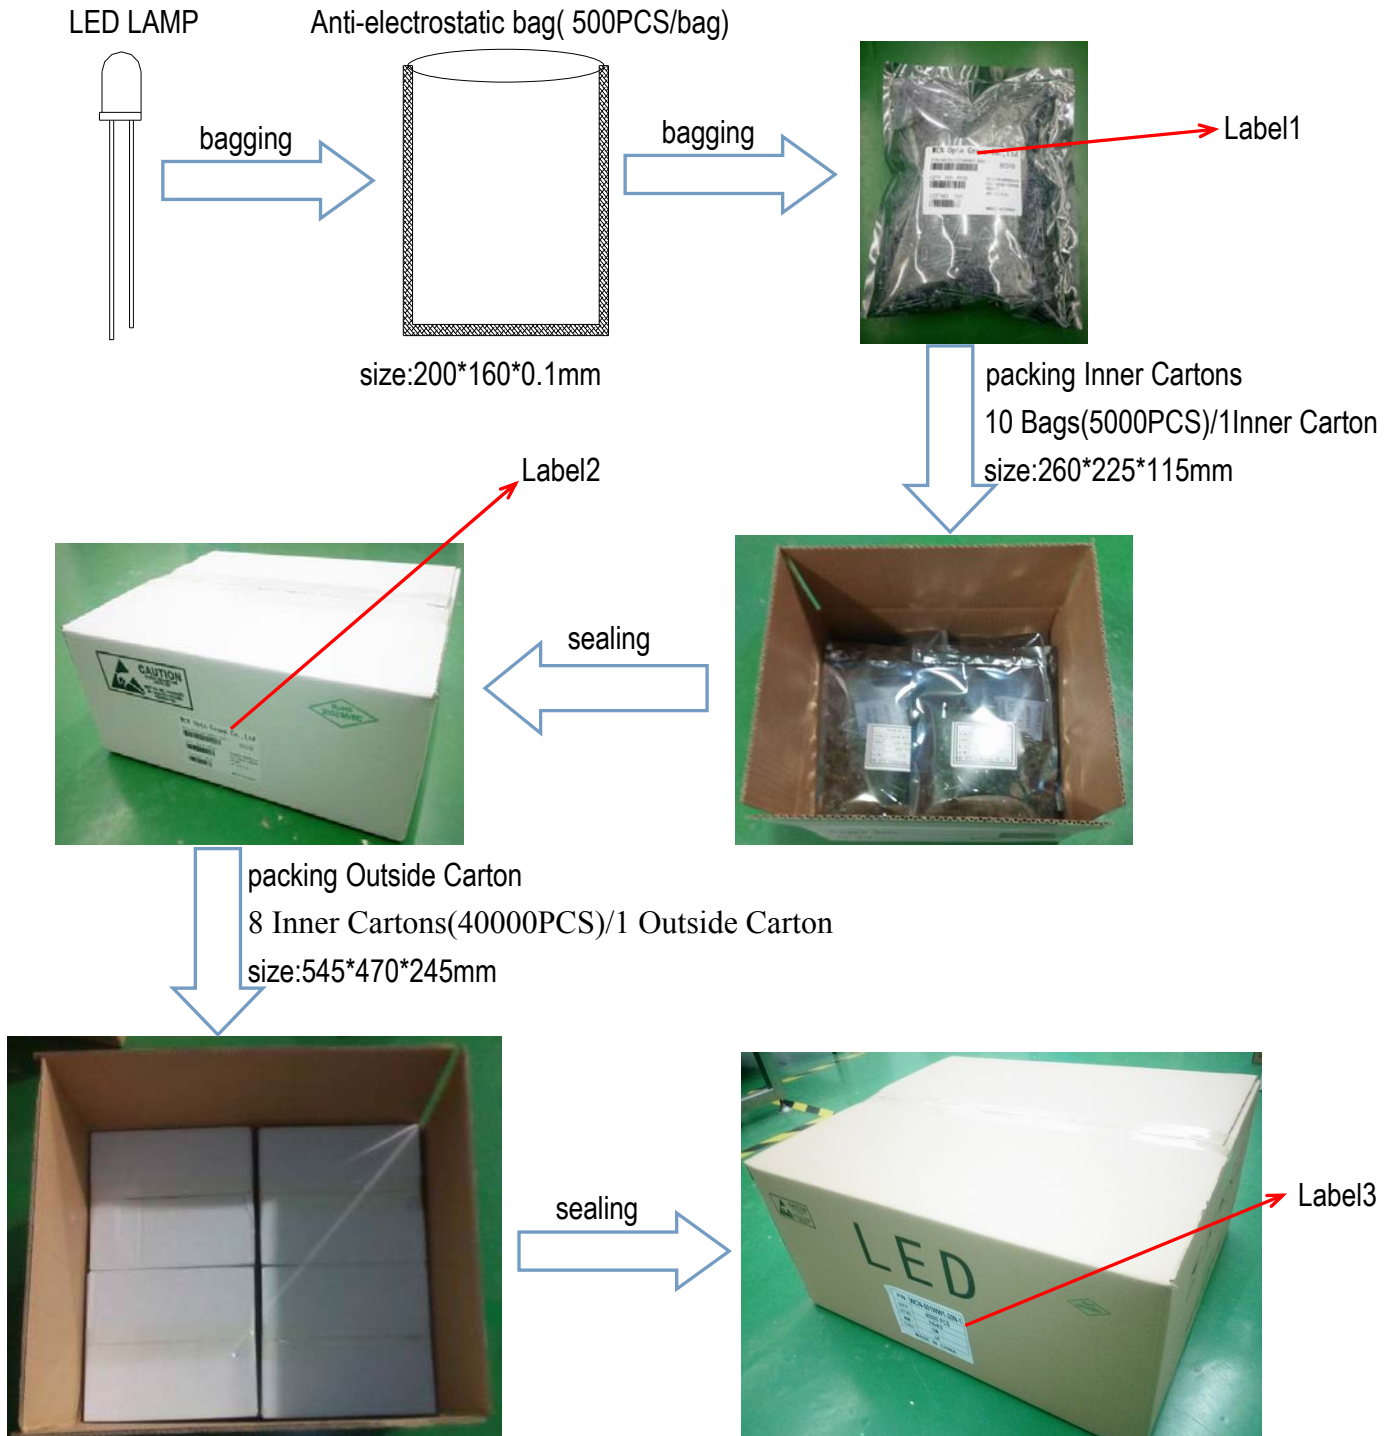 LED LAMP
Anti-electrostatic bag( 500PCS/bag)
bagging
bagging
Label1
size:200*160*0.1mm
packing Inner Cartons
10 Bags(5000PCS)/1Inner Carton
size:260*225*115mm
Label2
sealing
CAUTION
packing Outside Carton
8 Inner Cartons(40000PCS)/1 Outside Carton
size:545*470*245mm
sealing
Label3
LED